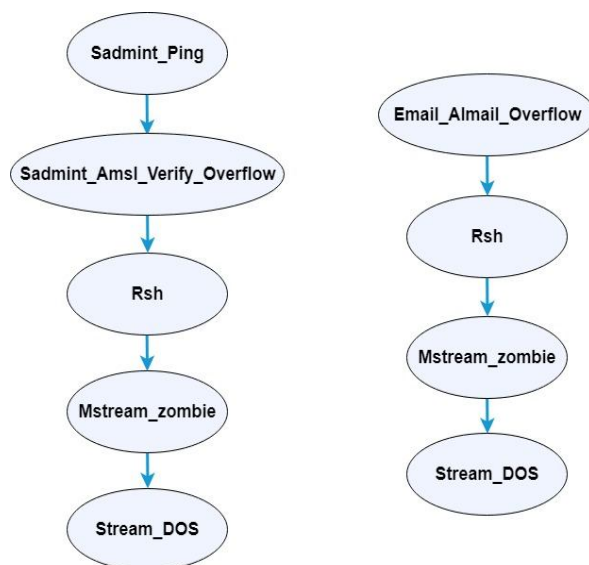 Sadmint_Ping
Sadmint_Amsl_Verify_Overflow
Rsh
Mstream_zombie
Stream_DOS
Email_Almail_Overflow
Rsh
Mstream_zombie
Stream_DOS